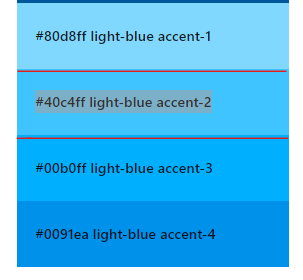 #80d8ff light-blue accent-1
#40c4ff light-blue accent-2
#00b0ff light-blue accent-3
#0091ea light-blue accent-4